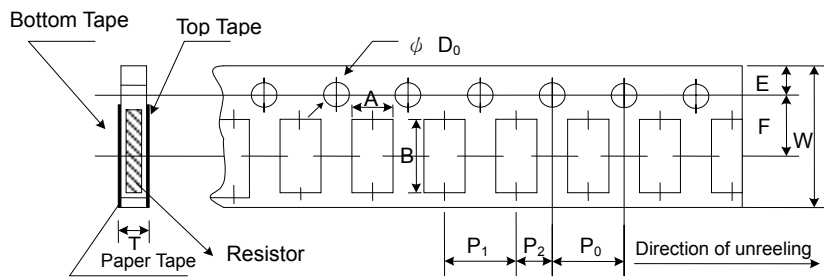 Bottom Tape
Top Tape
ψ D₀
A
B
E
F
W
T
Paper Tape
Resistor
P₁
P₂
P₀
Direction of unreeling